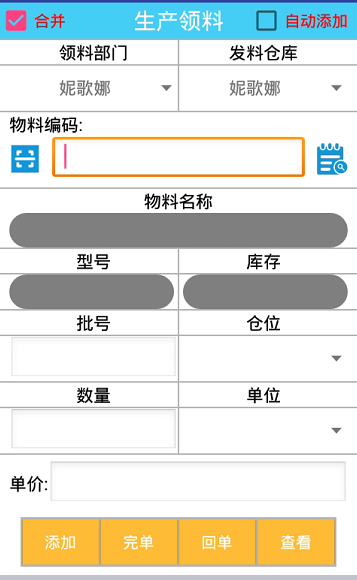 合并 生产领料 自动添加
领料部门 发料仓库
妮歌娜 妮歌娜
物料编码:
物料名称
型号 库存
批号 仓位
数量 单位
单价:
添加 完单 回单 查看